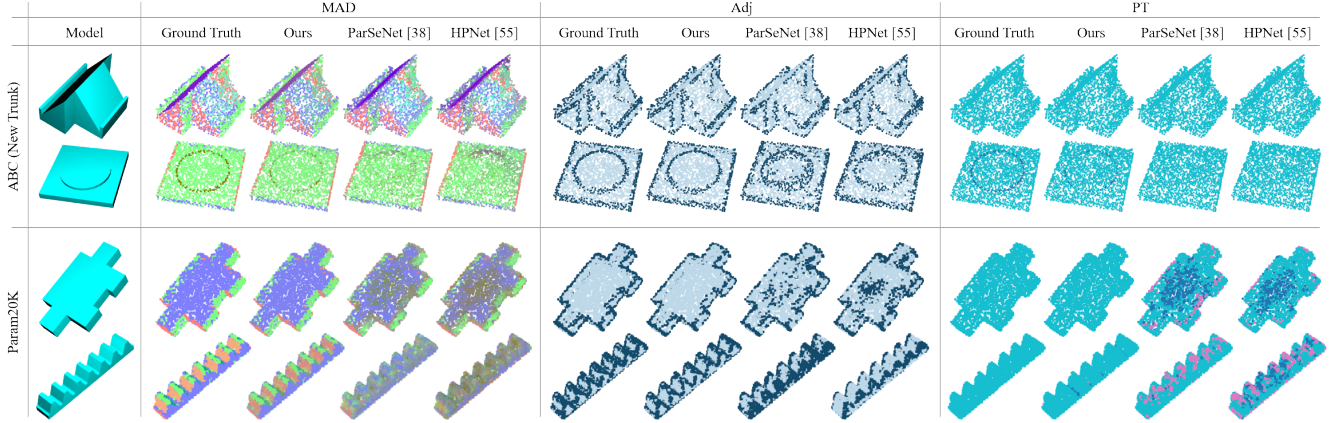 MAD Adj PT
Model Ground Truth Ours ParSeNet [38] HPNet [55] Ground Truth Ours ParSeNet [38] HPNet [55] Ground Truth Ours ParSeNet [38] HPNet [55]
ABC (New Trunk)
Param20K